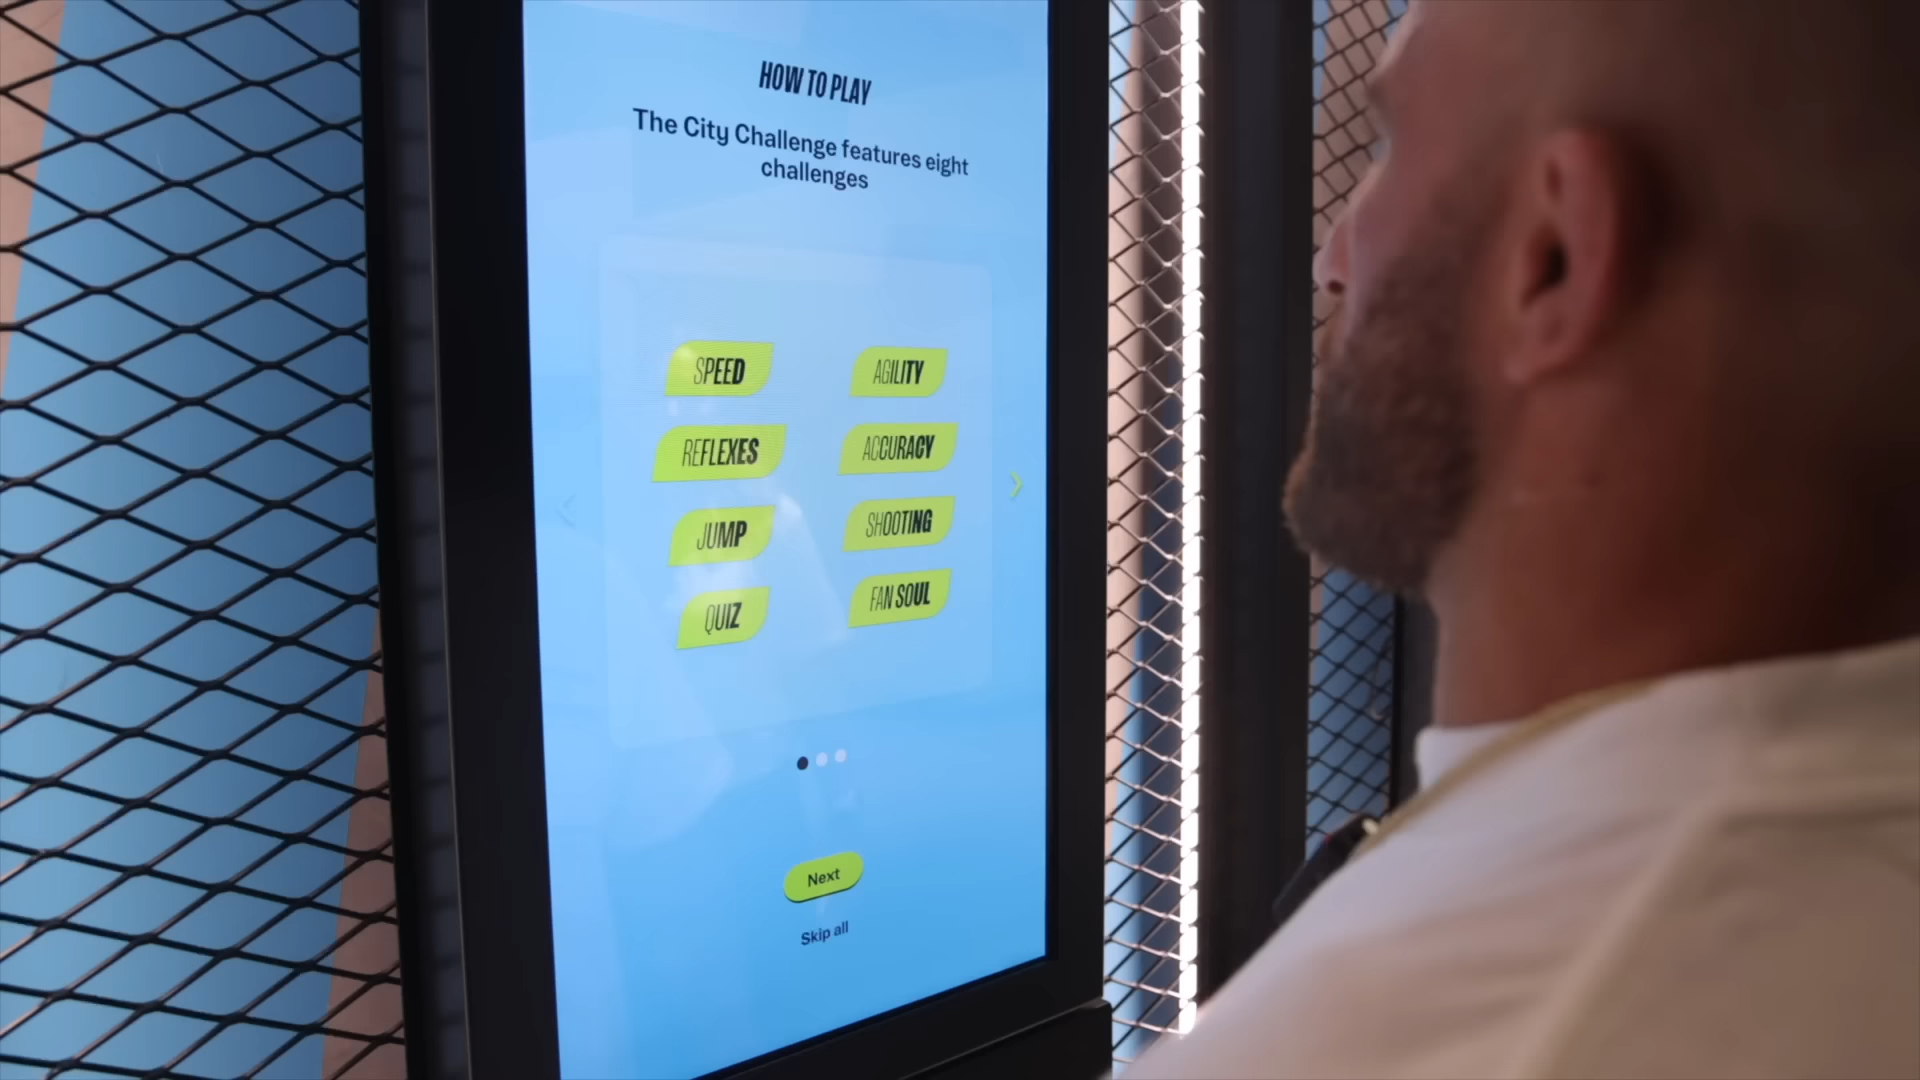 HOW TO PLAY
The City Challenge features eight
challenges
SPEED
AGILITY
REFLEXES
ACCURACY
JUMP
SHOOTING
QUIZ
FAN SOUL
Next
Skip all